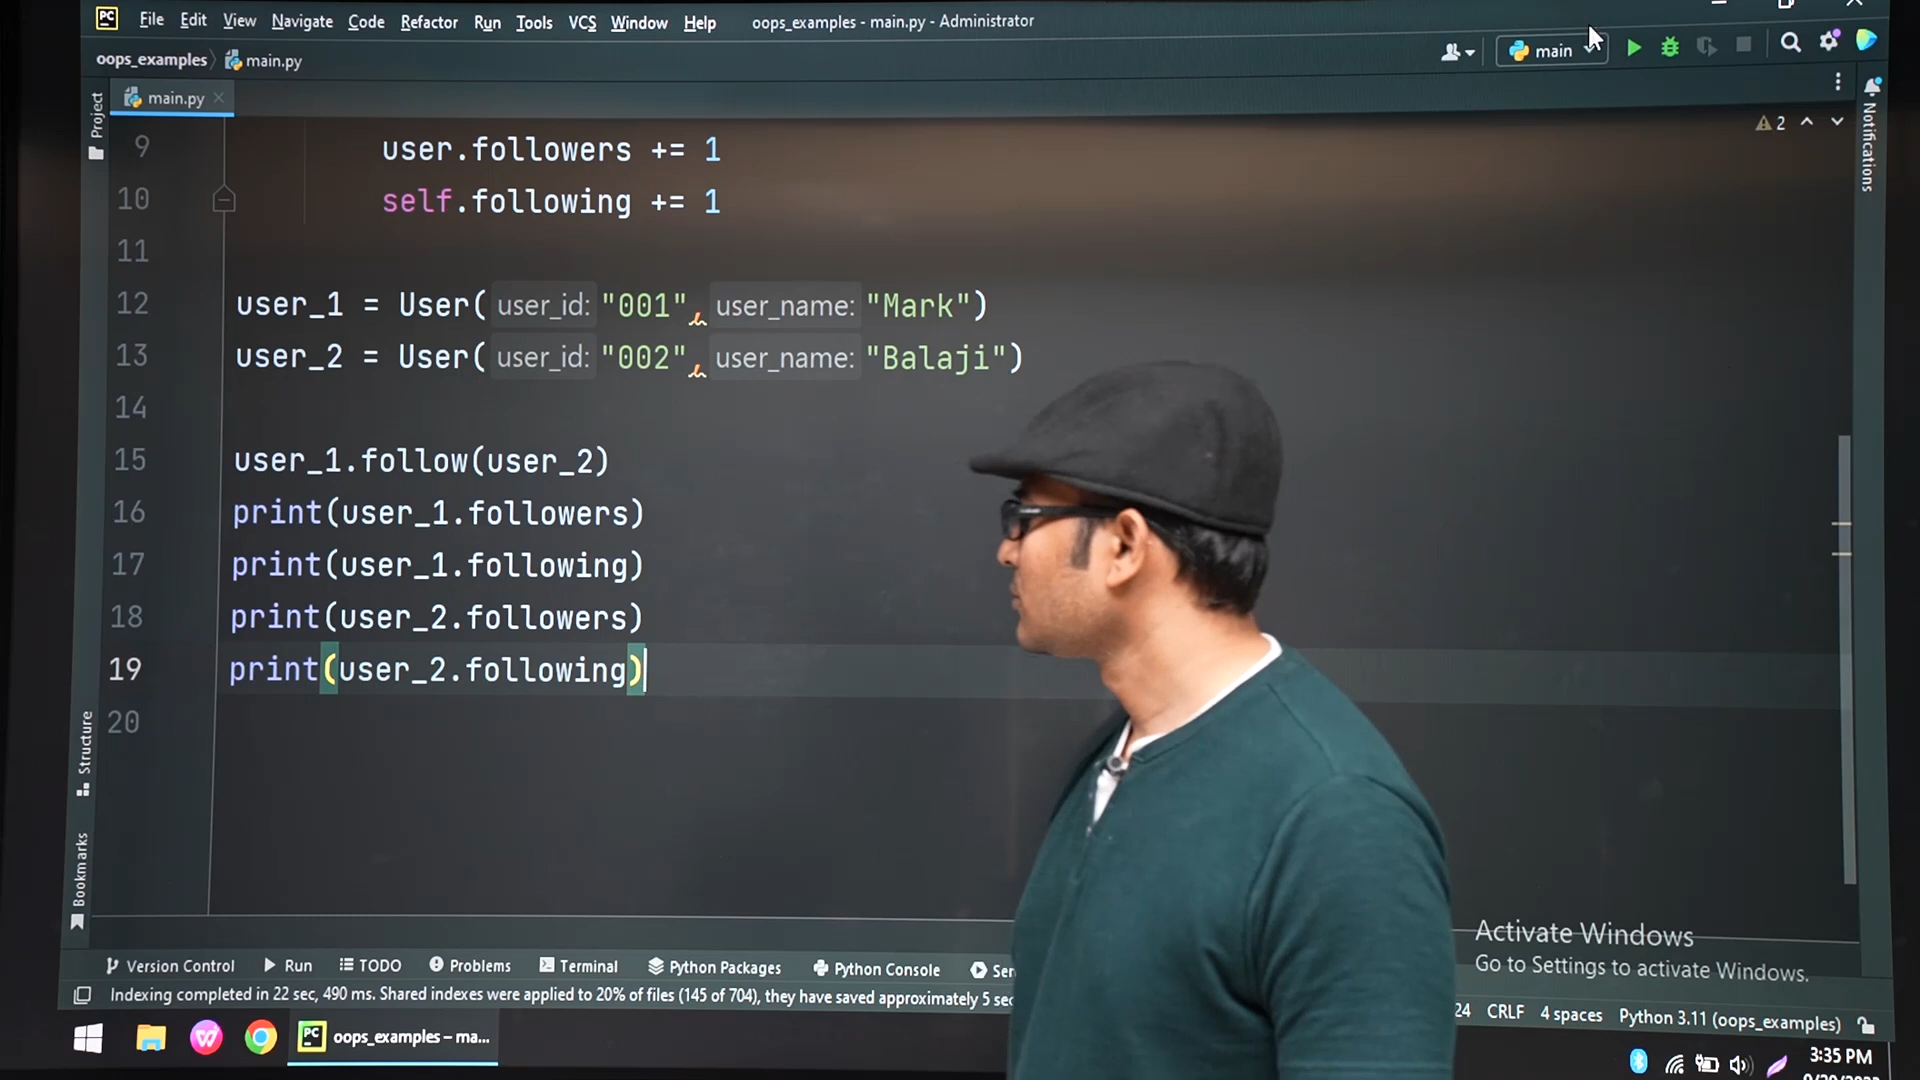 PC File Edit View Navigate Code Refactor Run Tools VCS Window Help oops_examples - main.py - Administrator
oops_examples main.py
main
main.py
Project
Notifications
2
9 user.followers += 1
10 self.following += 1
11
12 user_1 = User( user_id: "001", user_name: "Mark")
13 user_2 = User( user_id: "002", user_name: "Balaji")
14
15 user_1.follow(user_2)
16 print(user_1.followers)
17 print(user_1.following)
18 print(user_2.followers)
19 print(user_2.following)
20
Structure
Bookmarks
Activate Windows
Go to Settings to activate Windows.
Version Control Run TODO Problems Terminal Python Packages Python Console Ser
Indexing completed in 22 sec, 490 ms. Shared indexes were applied to 20% of files (145 of 704), they have saved approximately 5 sec
24 CRLF 4 spaces Python 3.11 (oops_examples)
PC oops_examples – ma...
3:35 PM